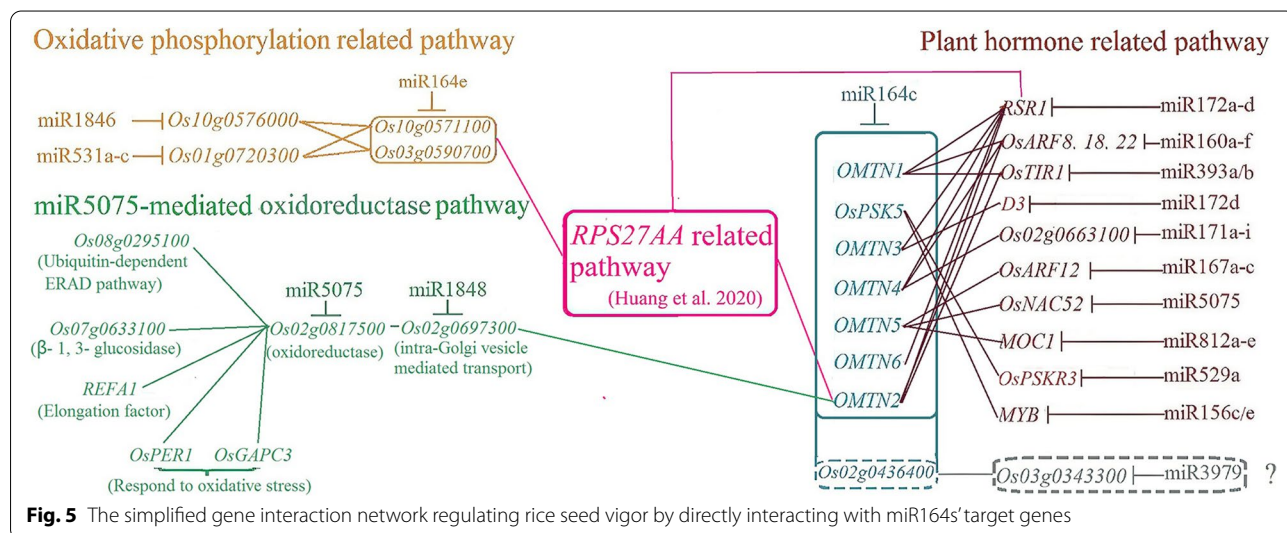 Oxidative phosphorylation related pathway
Plant hormone related pathway
miR164e
miR1846
Os10g0576000
Os10g0571100
miR531a-c
Os01g0720300
Os03g0590700
miR5075-mediated oxidoreductase pathway
Os08g0295100
(Ubiquitin-dependent
ERAD pathway)
miR5075
miR1848
Os07g0633100
(β- 1, 3- glucosidase)
Os02g0817500
(oxidoreductase)
Os02g0697300
(intra-Golgi vesicle
mediated transport)
REFA1
(Elongation factor)
OsPER1
OsGAPC3
(Respond to oxidative stress)
RPS27AA related
pathway
(Huang et al. 2020)
miR164c
OMTN1
OsPSK5
OMTN3
OMTN4
OMTN5
OMTN6
OMTN2
Os02g0436400
RSR1
miR172a-d
OsARF8. 18. 22
miR160a-f
OsTIR1
miR393a/b
D3
miR172d
Os02g0663100
miR171a-i
OsARF12
miR167a-c
OsNAC52
miR5075
MOC1
miR812a-e
OsPSKR3
miR529a
MYB
miR156c/e
Os03g0343300
miR3979
?
Fig. 5 The simplified gene interaction network regulating rice seed vigor by directly interacting with miR164s' target genes